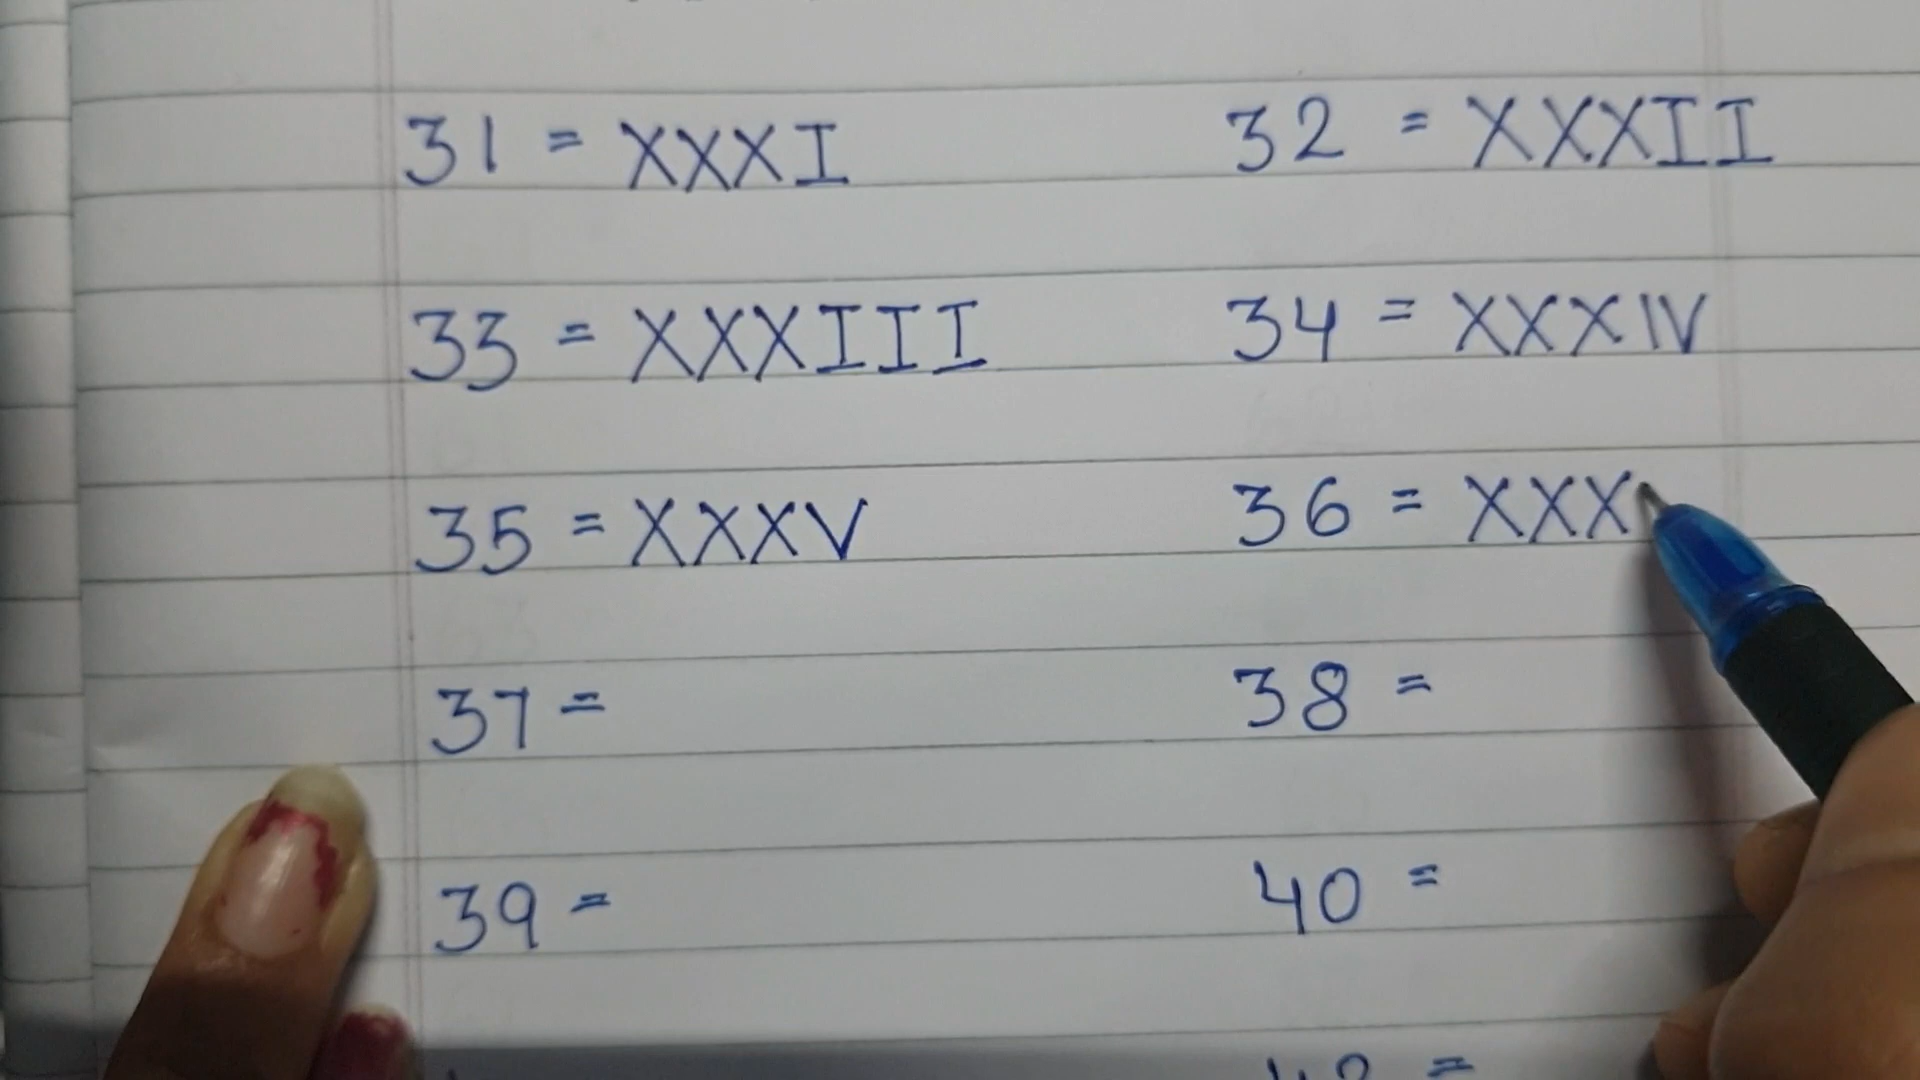 31 = XXXI 32 = XXXII
33 = XXXIII 34 = XXXIV
35 = XXXV 36 = XXX
37 = 38 =
39 = 40 =